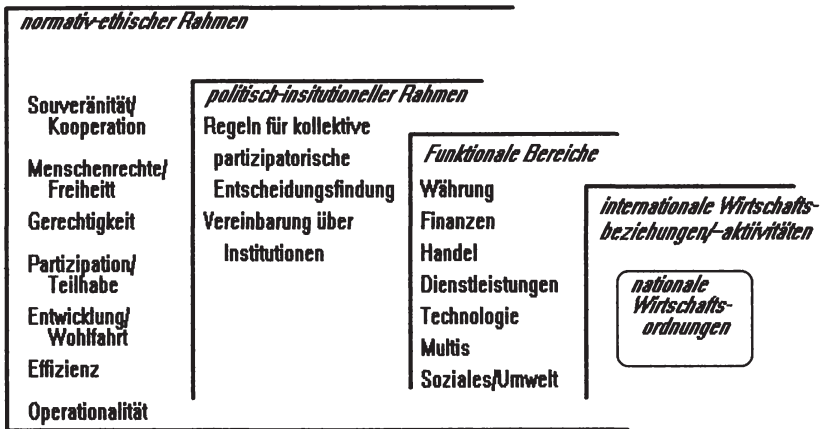 normativ-ethischer Rahmen
Souveränität/
Kooperation
Menschenrechte/
Freiheitt
Gerechtigkeit
Partizipation/
Teilhabe
Entwicklung/
Wohlfahrt
Effizienz
Operationalität
politisch-insitutioneller Rahmen
Regeln für kollektive
partizipatorische
Entscheidungsfindung
Vereinbarung über
Institutionen
Funktionale Bereiche
Währung
Finanzen
Handel
Dienstleistungen
Technologie
Multis
Soziales/Umwelt
internationale Wirtschafts-
beziehungen/-aktiivitäten
nationale
Wirtschafts-
ordnungen